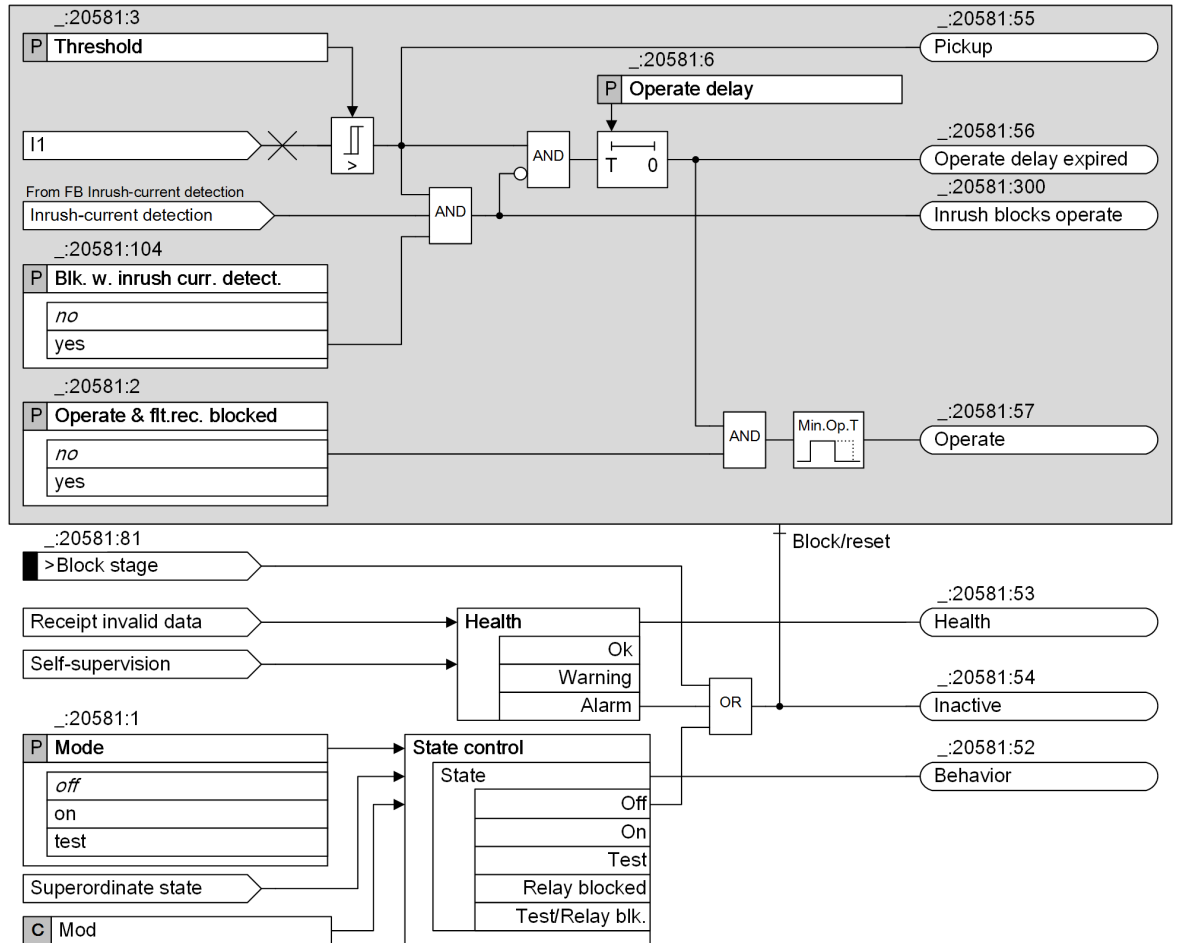 _:20581:3
P Threshold
_:20581:55
Pickup
_:20581:6
P Operate delay
I1
>
AND
T 0
_:20581:56
Operate delay expired
From FB Inrush-current detection
Inrush-current detection
AND
_:20581:300
Inrush blocks operate
_:20581:104
P Blk. w. inrush curr. detect.
no
yes
_:20581:2
P Operate & flt.rec. blocked
no
yes
AND
Min.Op.T
_:20581:57
Operate
_:20581:81
>Block stage
Block/reset
Receipt invalid data
Self-supervision
Health
Ok
Warning
Alarm
_:20581:53
Health
OR
_:20581:54
Inactive
_:20581:1
P Mode
off
on
test
Superordinate state
C Mod
State control
State
Off
On
Test
Relay blocked
Test/Relay blk.
_:20581:52
Behavior